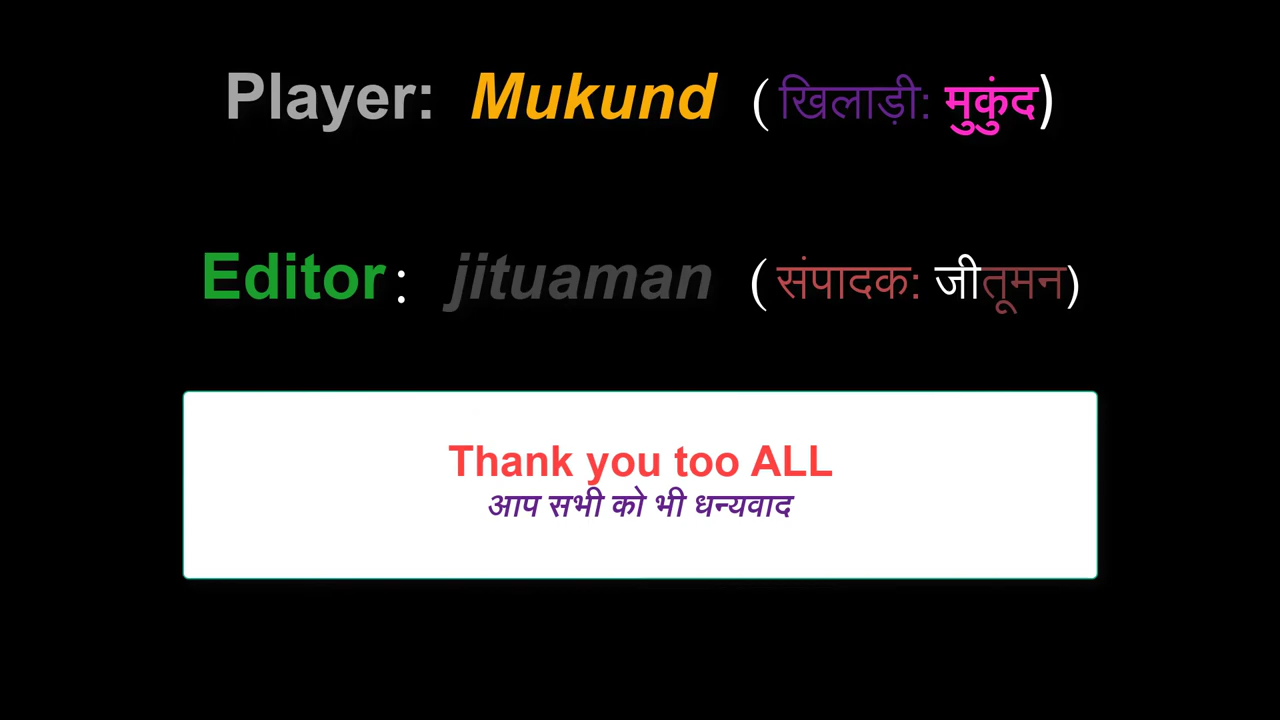 Player: Mukund (खिलाड़ी: मुकुंद)
Editor: jituaman (संपादक: जीतूमन)
Thank you too ALL
आप सभी को भी धन्यवाद